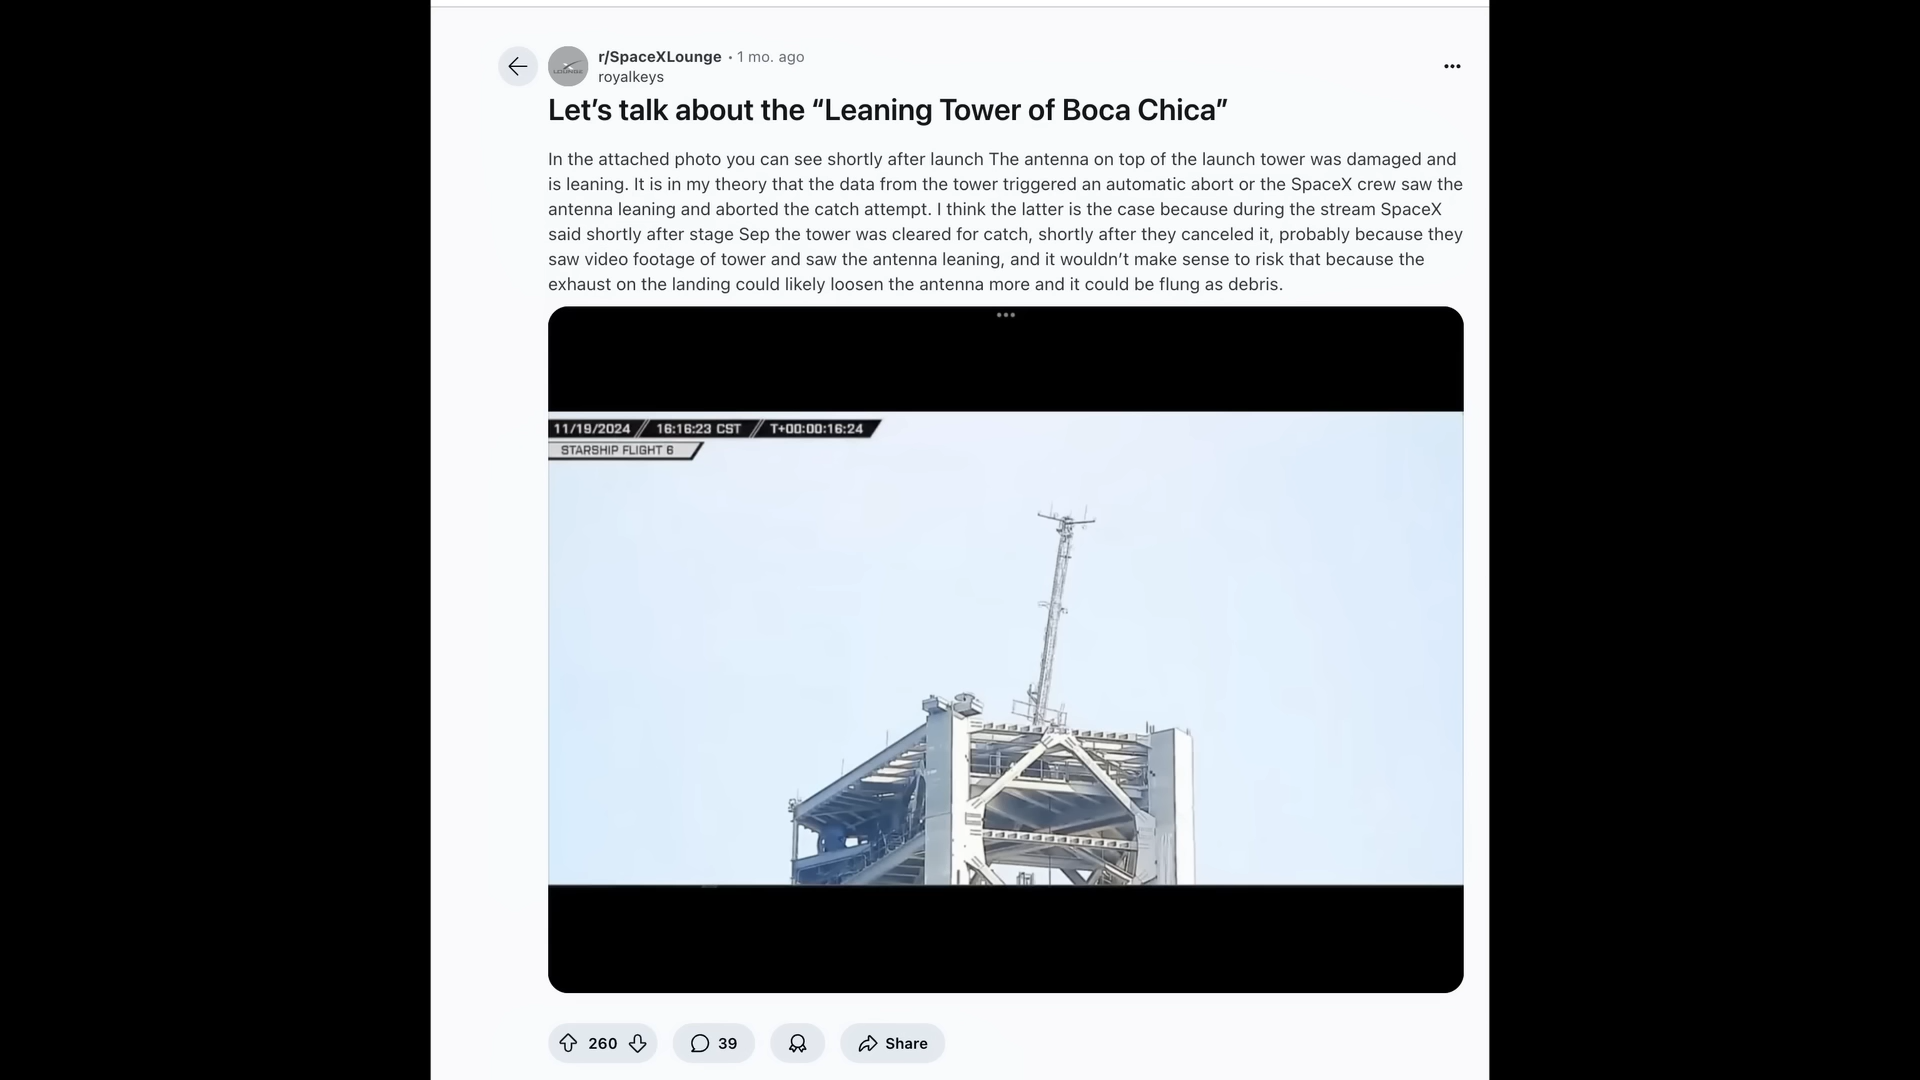 r/SpaceXLounge • 1 mo. ago
royalkeys
LOUNGE
Let’s talk about the “Leaning Tower of Boca Chica”
In the attached photo you can see shortly after launch The antenna on top of the launch tower was damaged and
is leaning. It is in my theory that the data from the tower triggered an automatic abort or the SpaceX crew saw the
antenna leaning and aborted the catch attempt. I think the latter is the case because during the stream SpaceX
said shortly after stage Sep the tower was cleared for catch, shortly after they canceled it, probably because they
saw video footage of tower and saw the antenna leaning, and it wouldn’t make sense to risk that because the
exhaust on the landing could likely loosen the antenna more and it could be flung as debris.
11/19/2024 // 16:16:23 CST // T+00:00:16:24
STARSHIP FLIGHT 6
260 39 Share